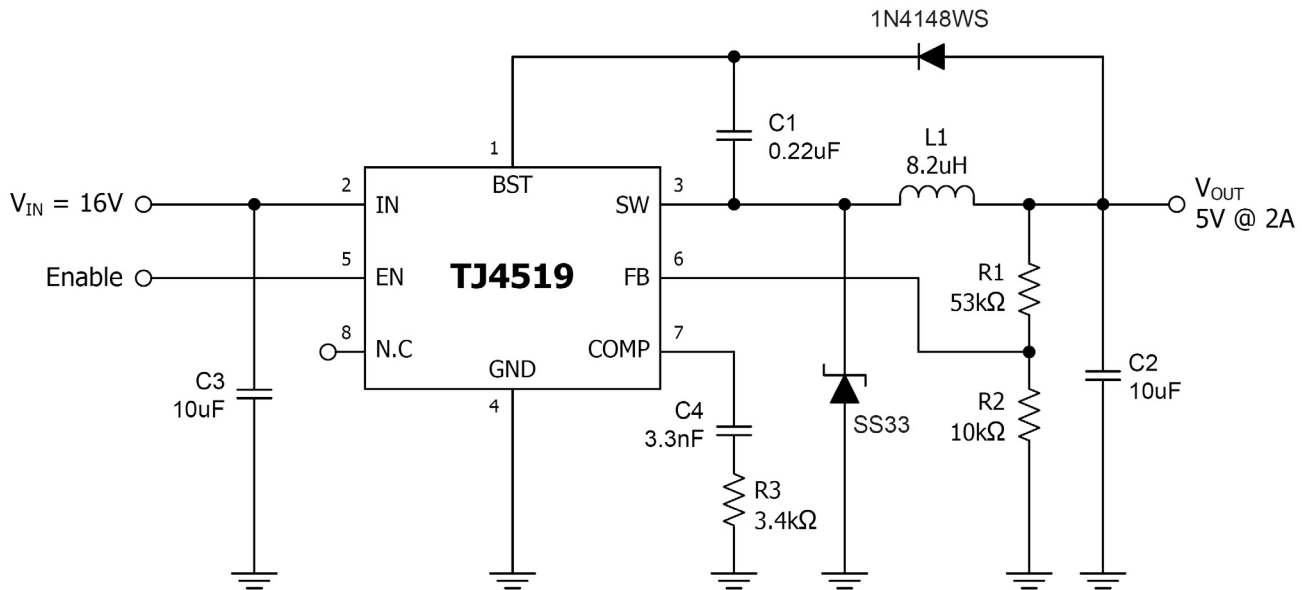 1N4148WS
C1
0.22uF
L1
8.2uH
1
BST
V_IN = 16V
2
IN
3
SW
V_OUT
5V @ 2A
Enable
5
EN
TJ4519
6
FB
R1
53kΩ
8
N.C
7
COMP
GND
4
C3
10uF
C4
3.3nF
SS33
R2
10kΩ
C2
10uF
R3
3.4kΩ